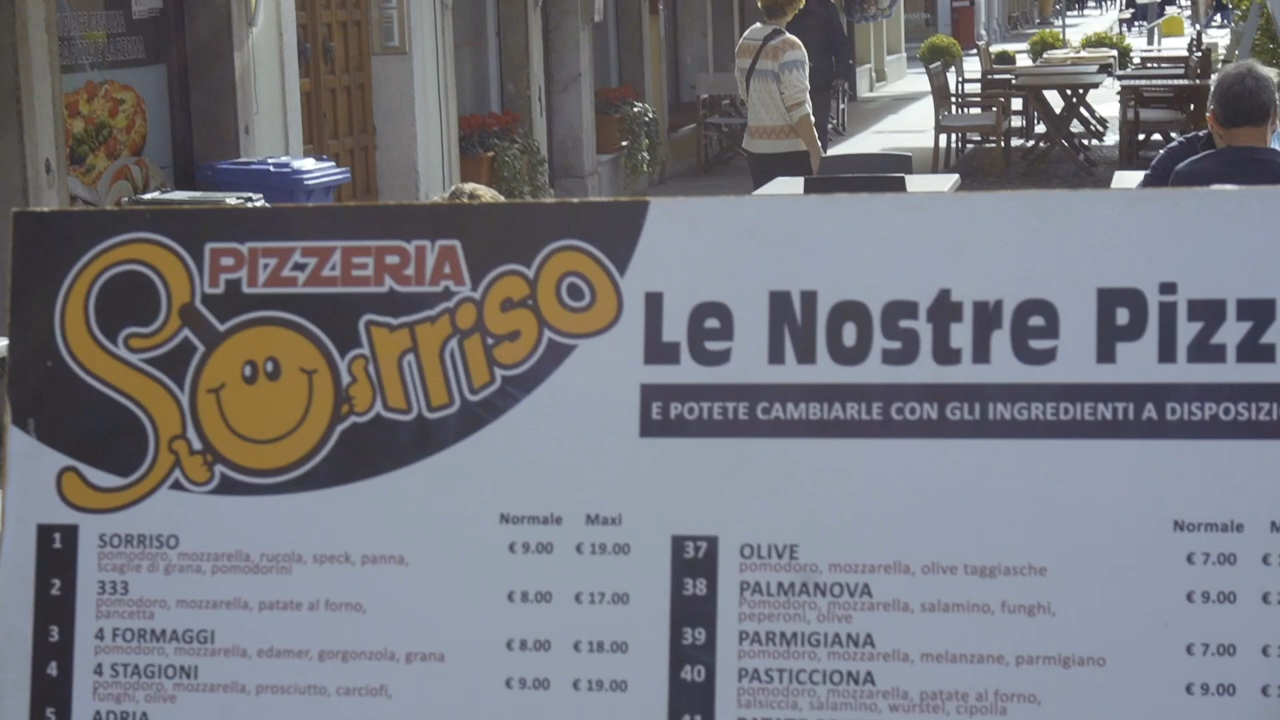 PIZZERIA
Sorriso
Le Nostre Pizz
E POTETE CAMBIARLE CON GLI INGREDIENTI A DISPOSIZI
Normale Maxi
1 SORRISO € 9.00 € 19.00
pomodoro, mozzarella, rucola, speck, panna,
scaglie di grana, pomodorini
2 333 € 8.00 € 17.00
pomodoro, mozzarella, patate al forno,
pancetta
3 4 FORMAGGI € 8.00 € 18.00
pomodoro, mozzarella, edamer, gorgonzola, grana
4 4 STAGIONI € 9.00 € 19.00
pomodoro, mozzarella, prosciutto, carciofi,
funghi, olive
5 ADRIA
Normale M
37 OLIVE € 7.00 €
pomodoro, mozzarella, olive taggiasche
38 PALMANOVA € 9.00 €
Pomodoro, mozzarella, salamino, funghi,
peperoni, olive
39 PARMIGIANA € 7.00 €
pomodoro, mozzarella, melanzane, parmigiano
40 PASTICCIONA € 9.00 €
pomodoro, mozzarella, patate al forno,
salsiccia, salamino, wurstel, cipolla
41